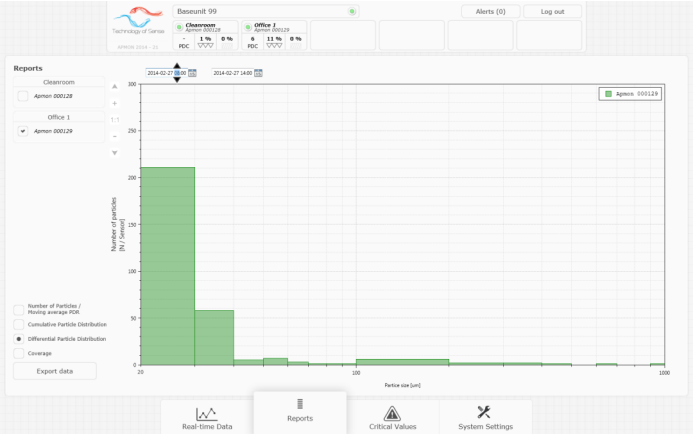 Technology of Sense
APMON 2014 - 20
Baseunit 99
Alerts (0)
Log out
Cleanroom
Apmon 000128
- 1 % 0 %
PDC
Office 1
Apmon 000129
6 11 % 0 %
PDC
Reports
Cleanroom
Apmon 000128
Office 1
Apmon 000129
+
1:1
-
2014-02-27 :00
2014-02-27 14:00
Apmon 000129
300
250
200
150
100
50
0
Number of particles
[N / Sensor]
20
100
1000
Partice size [um]
Number of Particles /
Moving average PDR
Cumulative Particle Distribution
Differential Particle Distribution
Coverage
Export data
Real-time Data
Reports
Critical Values
System Settings